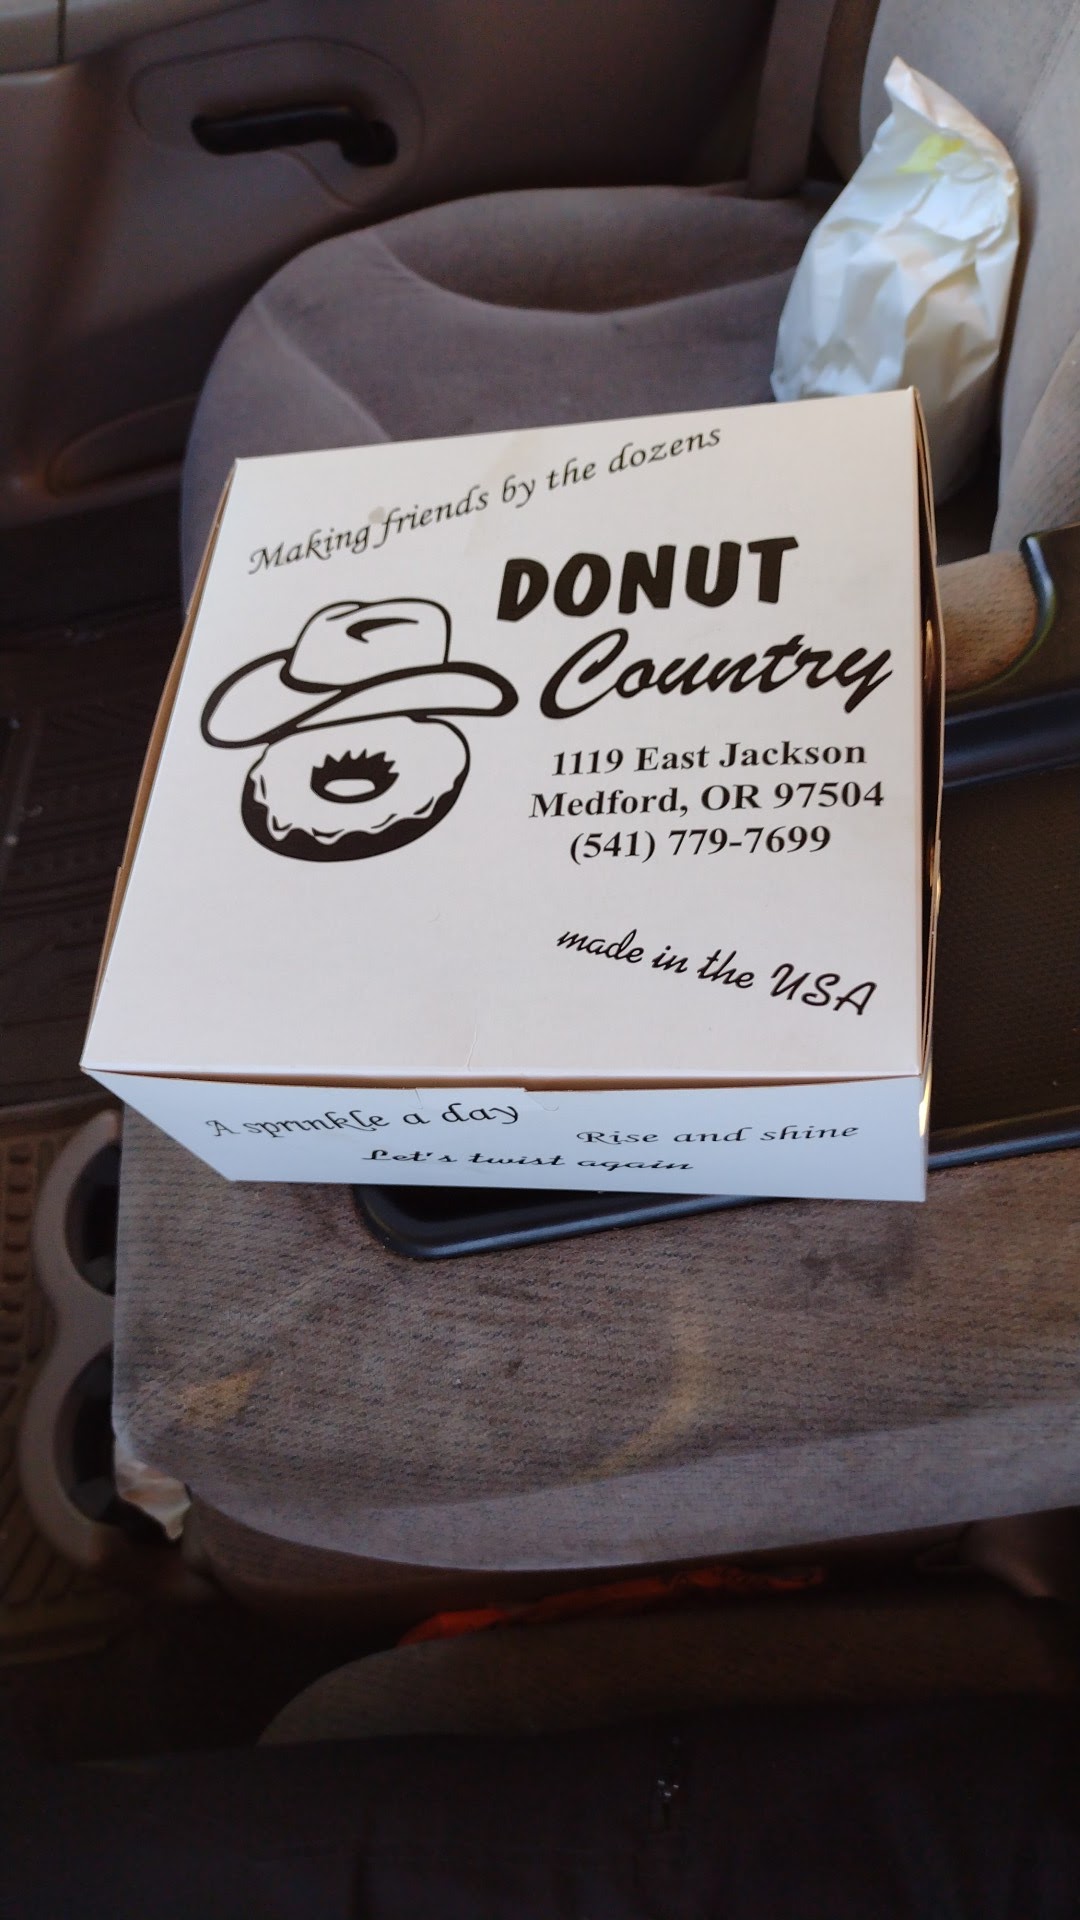 Making friends by the dozens
DONUT
Country
1119 East Jackson
Medford, OR 97504
(541) 779-7699
made in the USA
A sprinkle a day
Rise and shine
Let's twist again